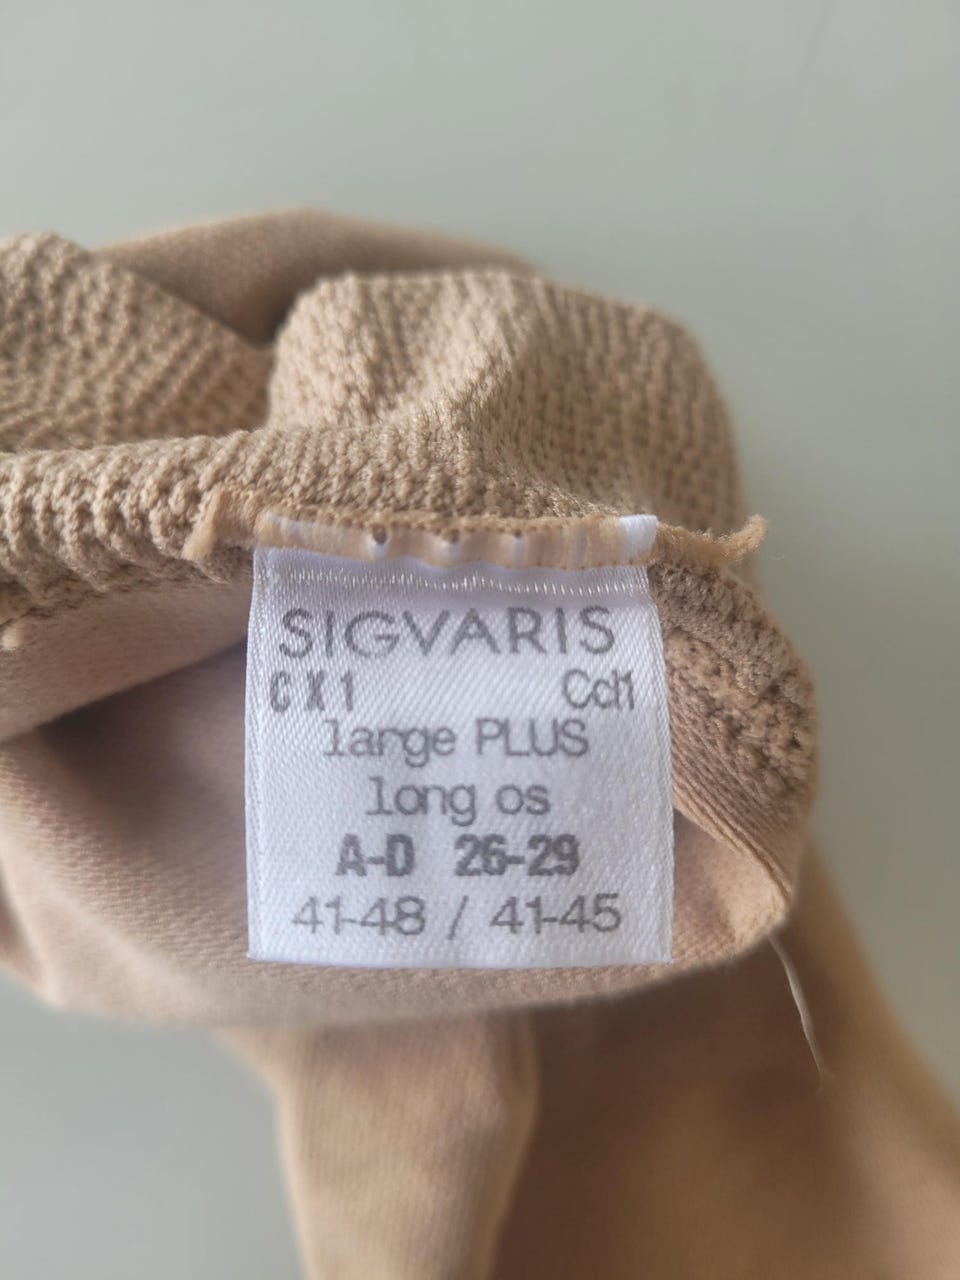 SIGVARIS
CX1 Ccl1
large PLUS
long os
A-D 26-29
41-48 / 41-45